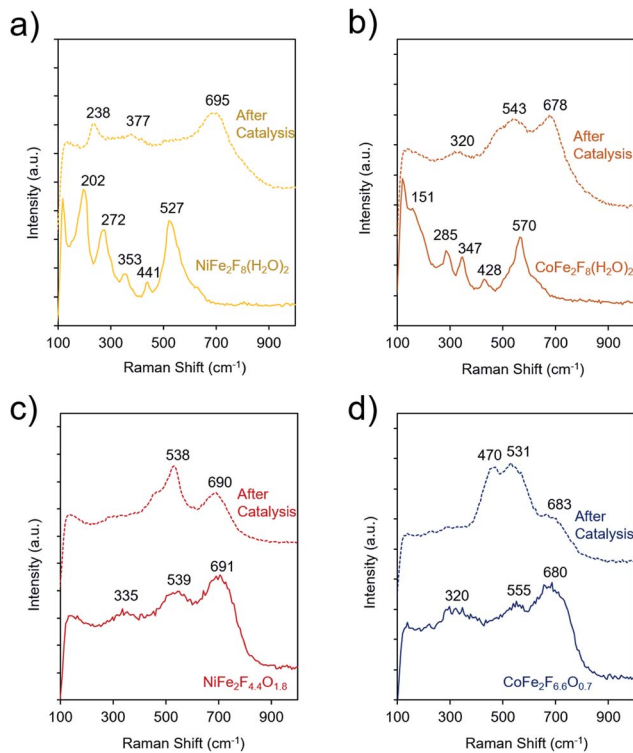 a)
238
377
695
After
Catalysis
202
272
353
441
527
NiFe₂F₈(H₂O)₂
Intensity (a.u.)
100 300 500 700 900
Raman Shift (cm⁻¹)
b)
320
543
678
After
Catalysis
151
285
347
428
570
CoFe₂F₈(H₂O)₂
Intensity (a.u.)
100 300 500 700 900
Raman Shift (cm⁻¹)
c)
538
690
After
Catalysis
335
539
691
NiFe₂F₄.₄O₁.₈
Intensity (a.u.)
100 300 500 700 900
Raman Shift (cm⁻¹)
d)
470
531
683
After
Catalysis
320
555
680
CoFe₂F₆.₆O₀.₇
Intensity (a.u.)
100 300 500 700 900
Raman Shift (cm⁻¹)